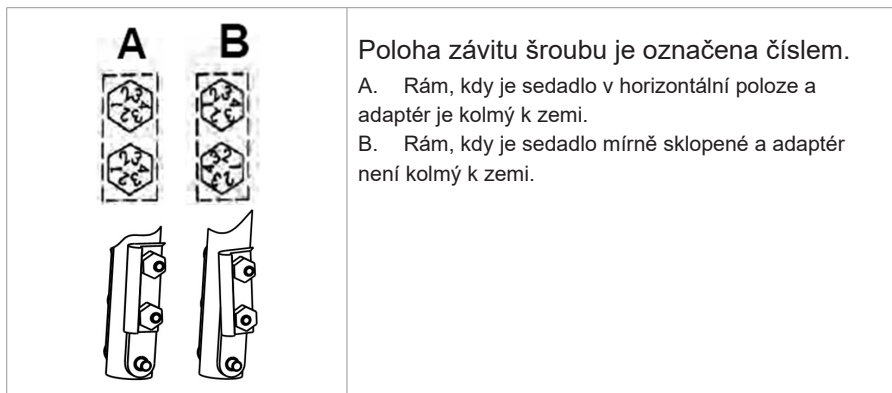 A B
Poloha závitu šroubu je označena číslem.
A. Rám, kdy je sedadlo v horizontální poloze a
adaptér je kolmý k zemi.
B. Rám, kdy je sedadlo mírně sklopené a adaptér
není kolmý k zemi.